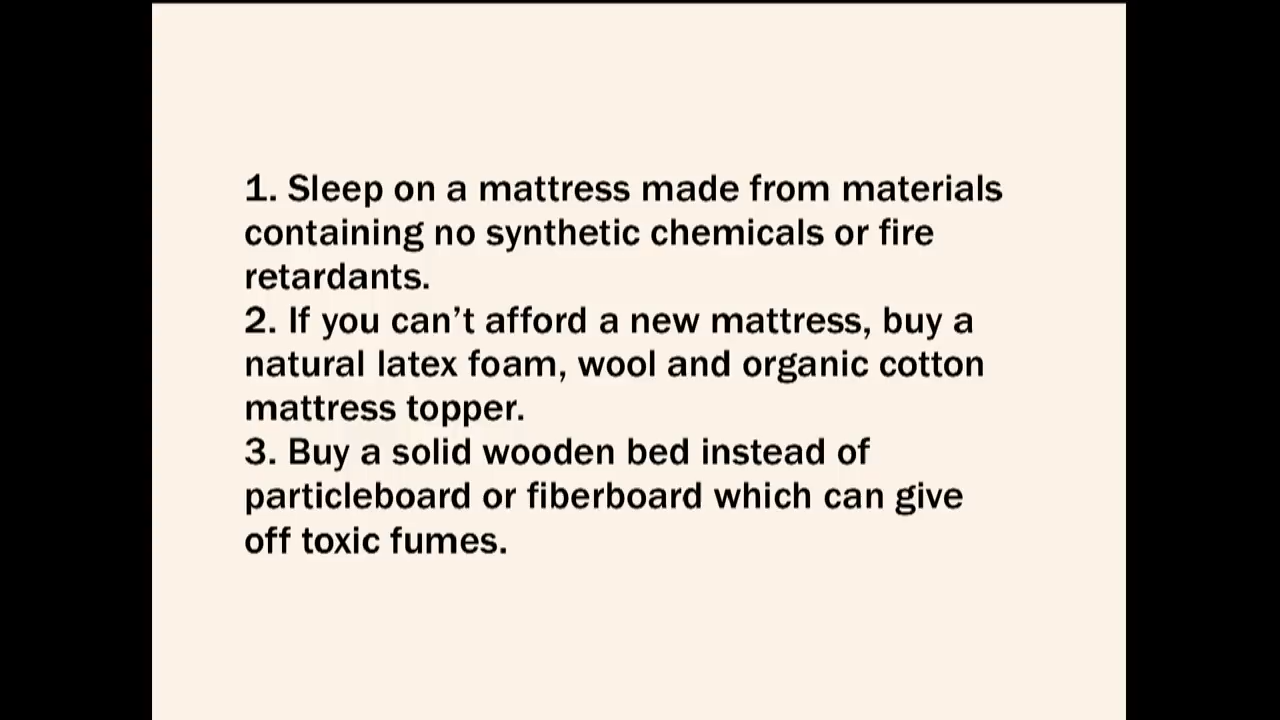 1. Sleep on a mattress made from materials
containing no synthetic chemicals or fire
retardants.
2. If you can’t afford a new mattress, buy a
natural latex foam, wool and organic cotton
mattress topper.
3. Buy a solid wooden bed instead of
particleboard or fiberboard which can give
off toxic fumes.